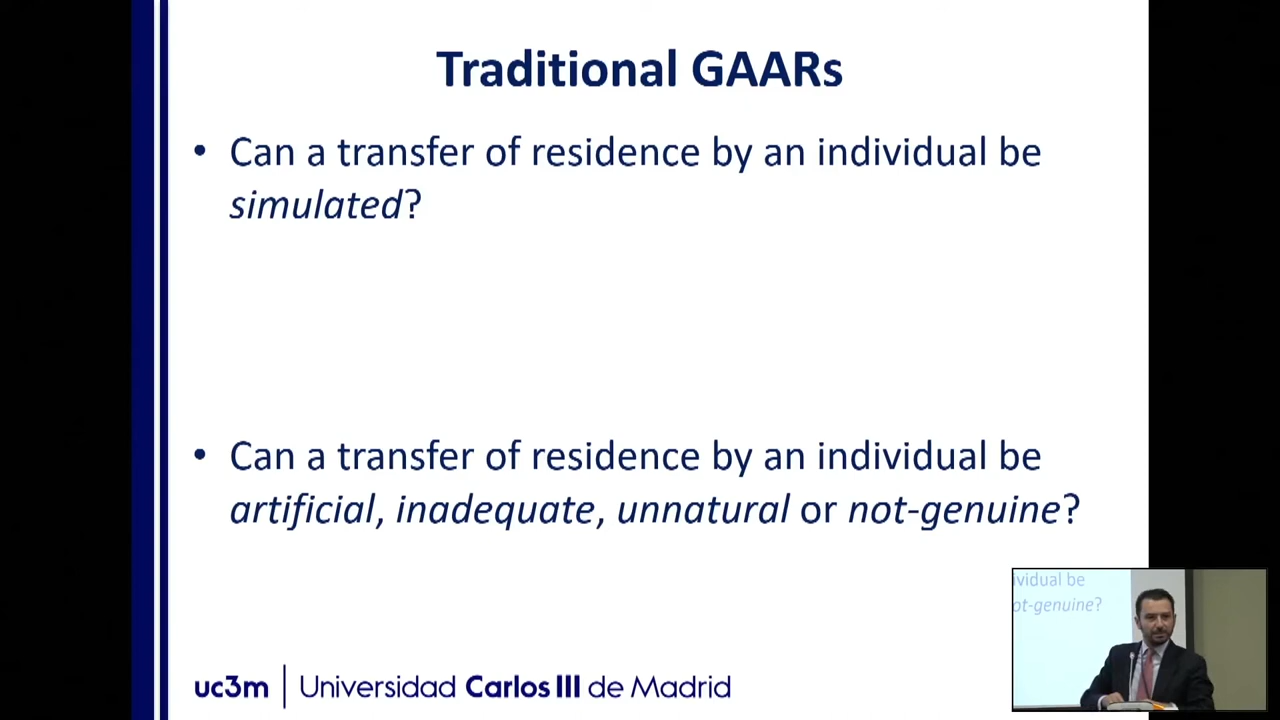 Traditional GAARs
• Can a transfer of residence by an individual be
simulated?
• Can a transfer of residence by an individual be
artificial, inadequate, unnatural or not-genuine?
ividual be
ot-genuine?
uc3m | Universidad Carlos III de Madrid